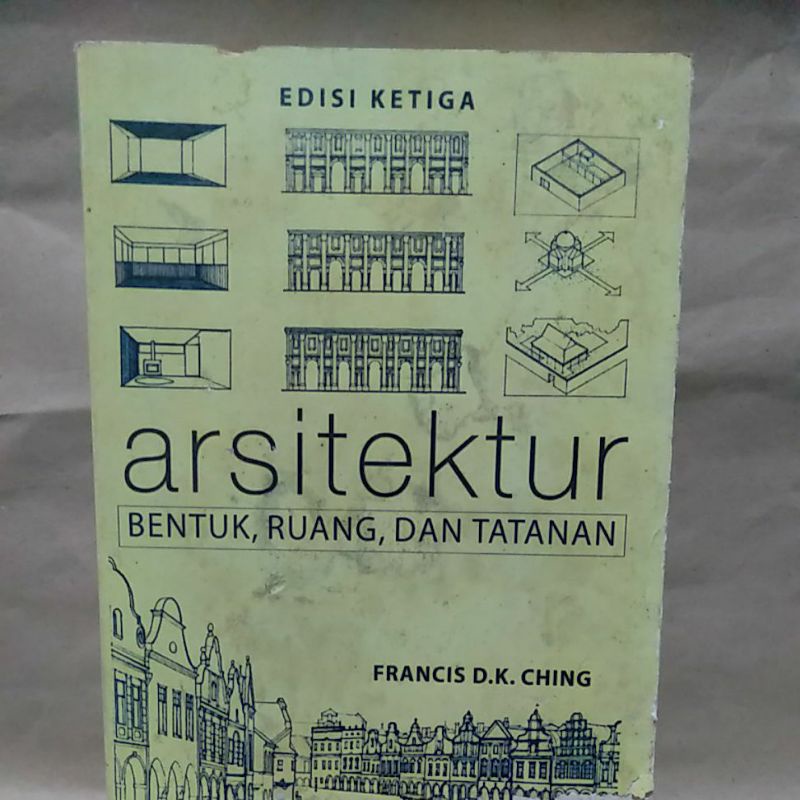 EDISI KETIGA
arsitektur
BENTUK, RUANG, DAN TATANAN
FRANCIS D.K. CHING